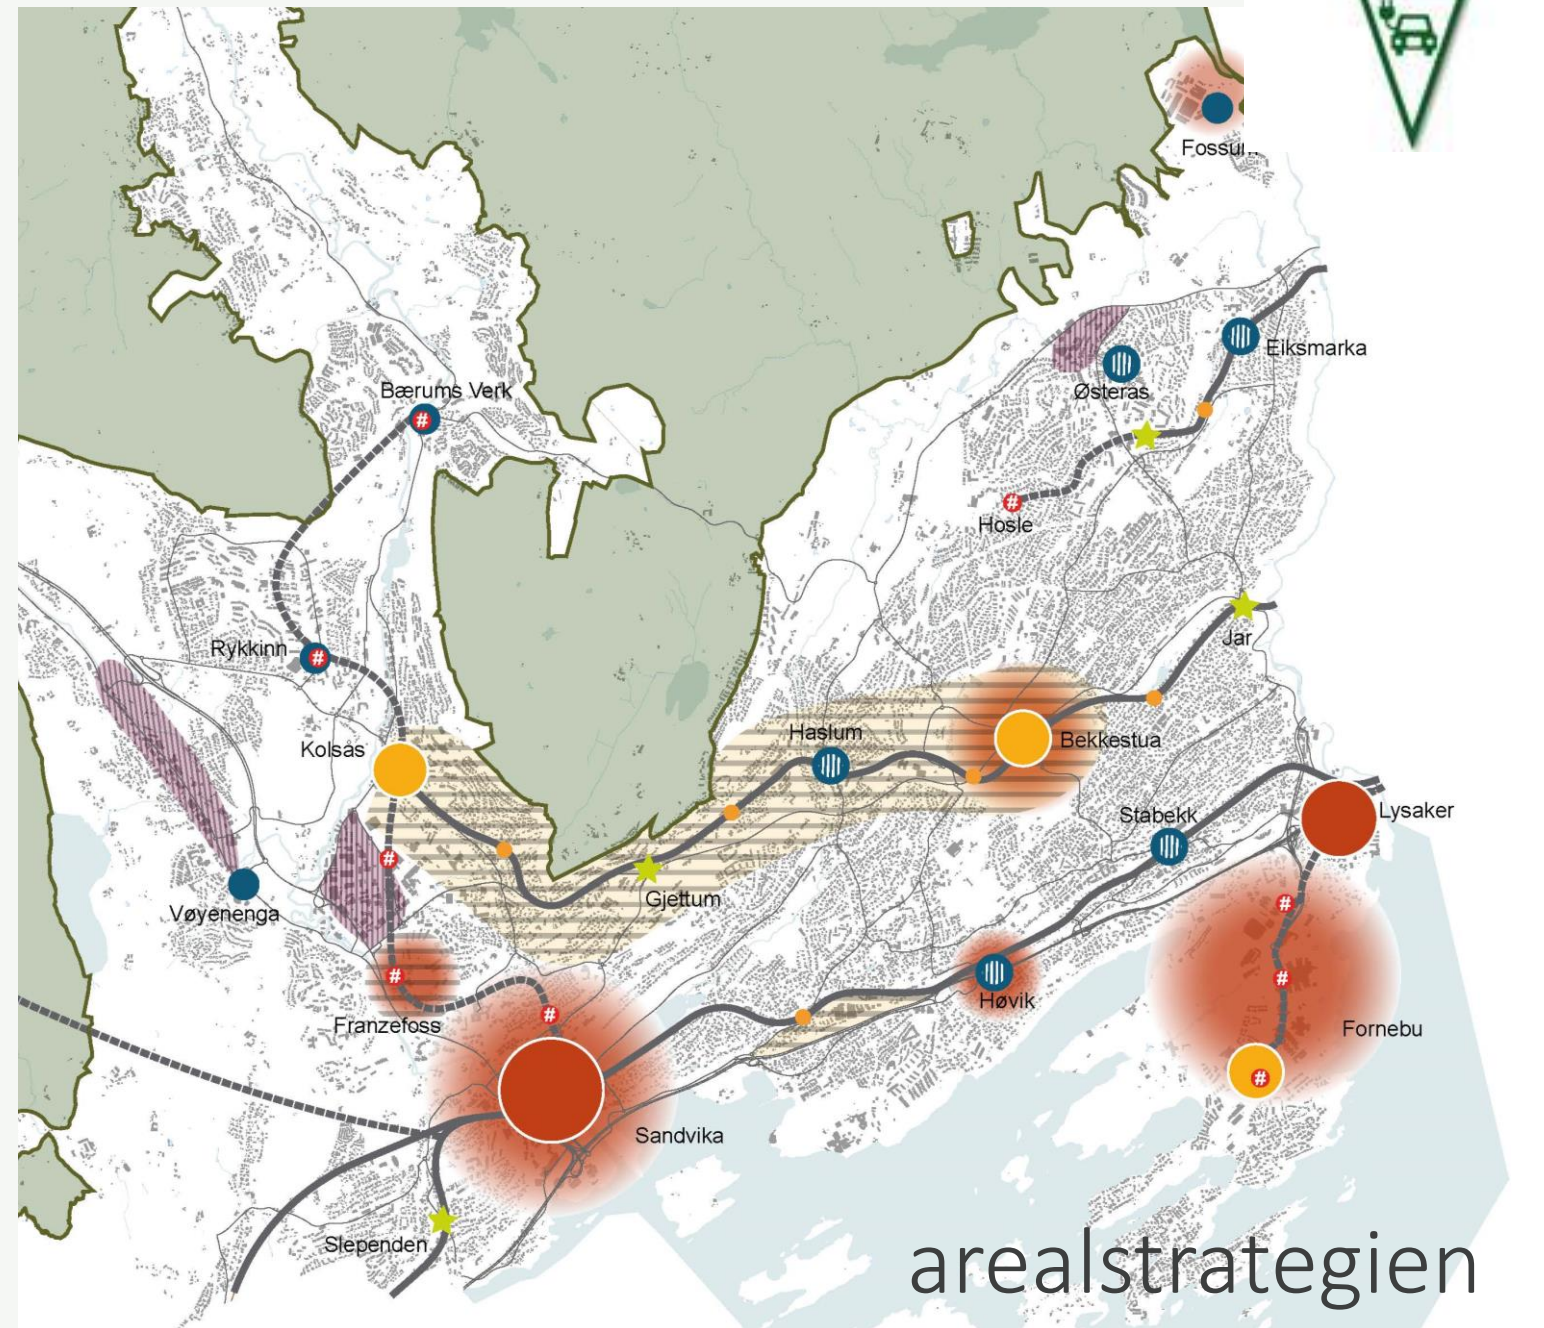 Fossum
Eiksmarka
Østerås
Bærums Verk
#
#
Hosle
Jar
Rykkinn
#
Haslum
Bekkestua
Kolsås
Stabekk
Lysaker
#
Gjettum
#
Vøyenenga
#
#
Høvik
#
Franzefoss
Fornebu
#
Sandvika
Slependen
arealstrategien